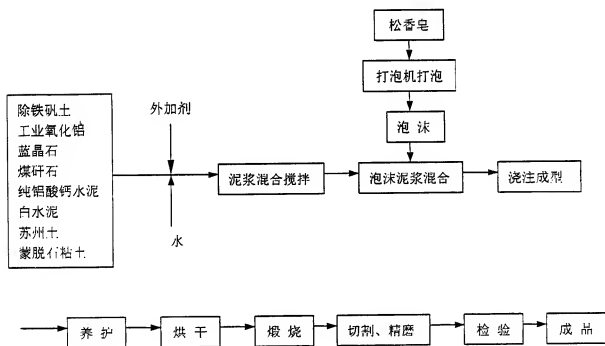 松香皂
打泡机打泡
泡沫
除铁矾土
工业氧化铝
蓝晶石
煤矸石
纯铝酸钙水泥
白水泥
苏州土
蒙脱石粘土
外加剂
水
泥浆混合搅拌
泡沫泥浆混合
浇注成型
养护
烘干
煅烧
切割、精磨
检验
成品